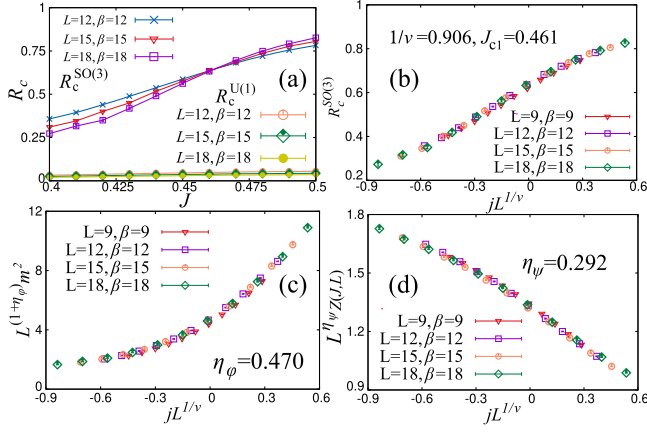 L=12,β=12
L=15,β=15
L=18,β=18
R_c^SO(3)
(a)
R_c^U(1)
L=12,β=12
L=15,β=15
L=18,β=18
R_c
1
0.75
0.5
0.25
0
0.4 0.425 0.45 0.475 0.5
J
1/ν=0.906, J_c1=0.461
(b)
L=9,β=9
L=12,β=12
L=15,β=15
L=18,β=18
R_c^SO(3)
1
0.8
0.6
0.4
0.2
-0.9 -0.6 -0.3 0 0.3 0.6
jL^1/ν
L=9,β=9
L=12,β=12
L=15,β=15
L=18,β=18
(c)
η_φ=0.470
L^(1+η_φ)m^2
12
8
4
0
-0.9 -0.6 -0.3 0 0.3 0.6
jL^1/ν
η_ψ=0.292
(d)
L=9,β=9
L=12,β=12
L=15,β=15
L=18,β=18
L^η_ψ Z(J,L)
1.8
1.5
1.2
0.9
-0.9 -0.6 -0.3 0 0.3 0.6
jL^1/ν